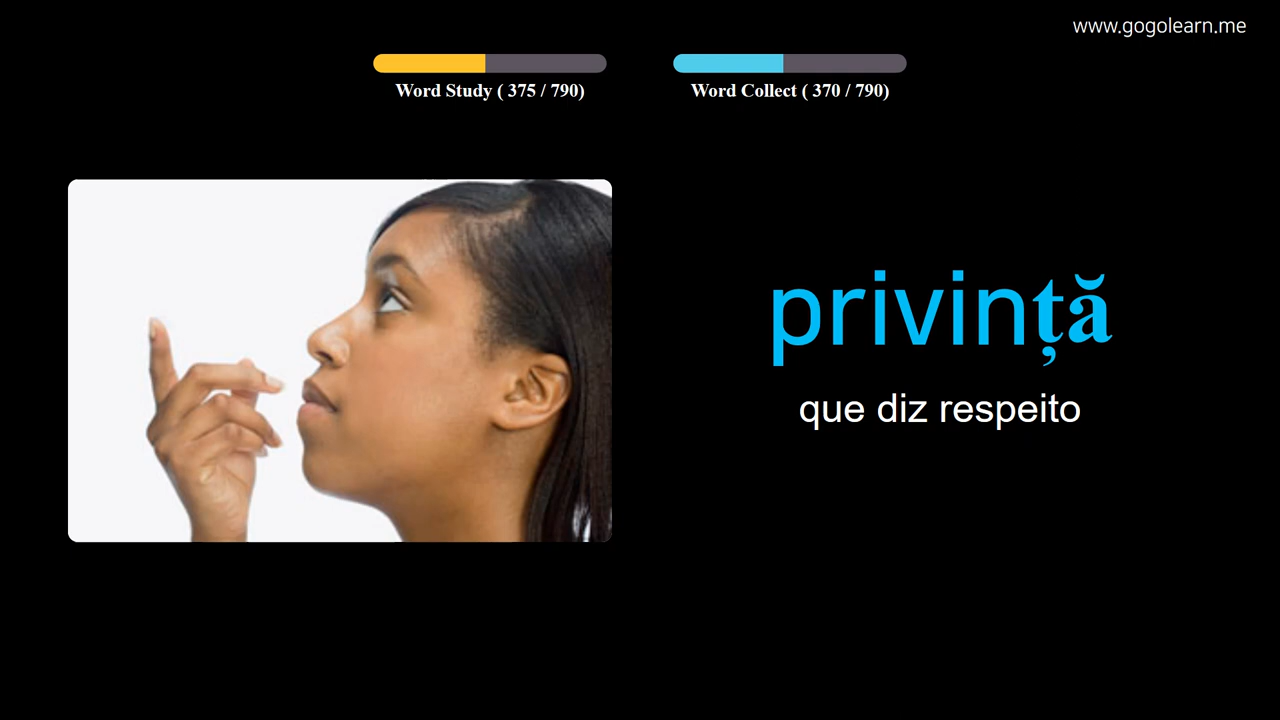 www.gogolearn.me
Word Study ( 375 / 790)
Word Collect ( 370 / 790)
privință
que diz respeito